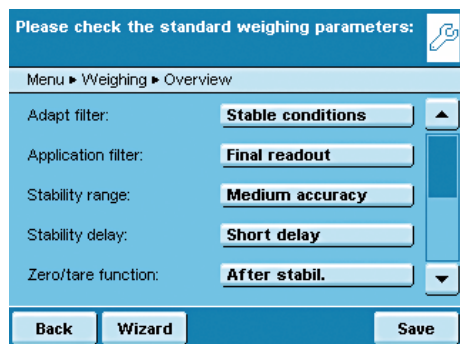 Please check the standard weighing parameters:
Menu ▸ Weighing ▸ Overview
Adapt filter: Stable conditions
Application filter: Final readout
Stability range: Medium accuracy
Stability delay: Short delay
Zero/tare function: After stabil.
Back Wizard Save